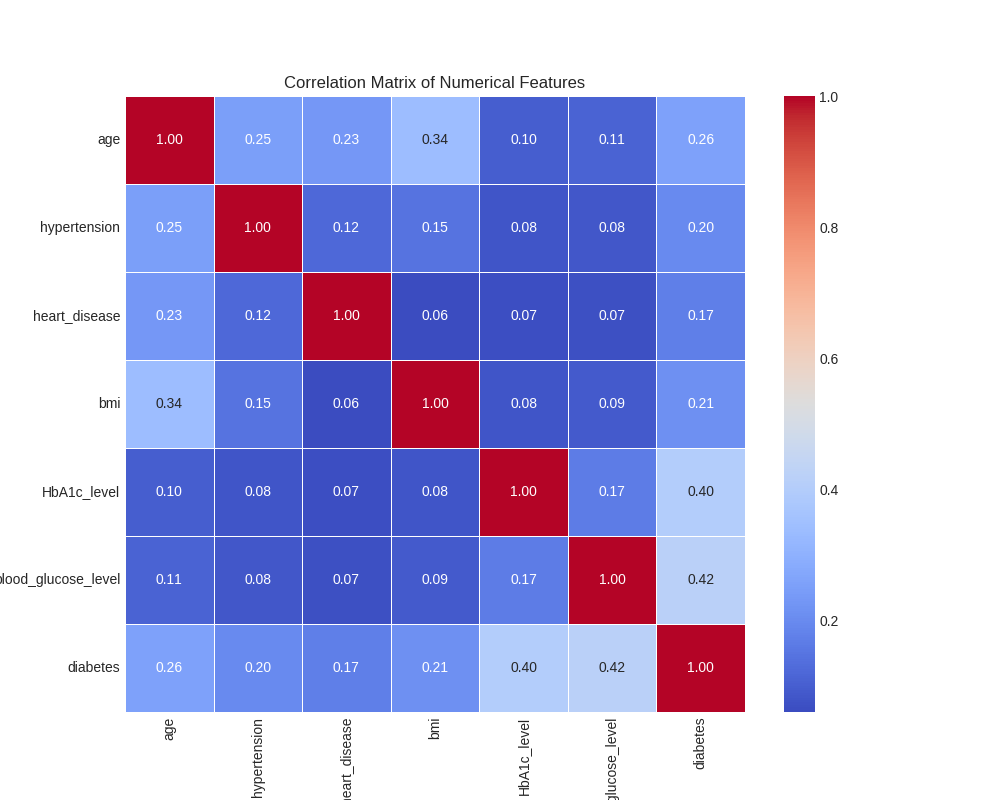 Correlation Matrix of Numerical Features
age 1.00 0.25 0.23 0.34 0.10 0.11 0.26
hypertension 0.25 1.00 0.12 0.15 0.08 0.08 0.20
heart_disease 0.23 0.12 1.00 0.06 0.07 0.07 0.17
bmi 0.34 0.15 0.06 1.00 0.08 0.09 0.21
HbA1c_level 0.10 0.08 0.07 0.08 1.00 0.17 0.40
blood_glucose_level 0.11 0.08 0.07 0.09 0.17 1.00 0.42
diabetes 0.26 0.20 0.17 0.21 0.40 0.42 1.00
age hypertension heart_disease bmi HbA1c_level glucose_level diabetes
1.0
0.8
0.6
0.4
0.2